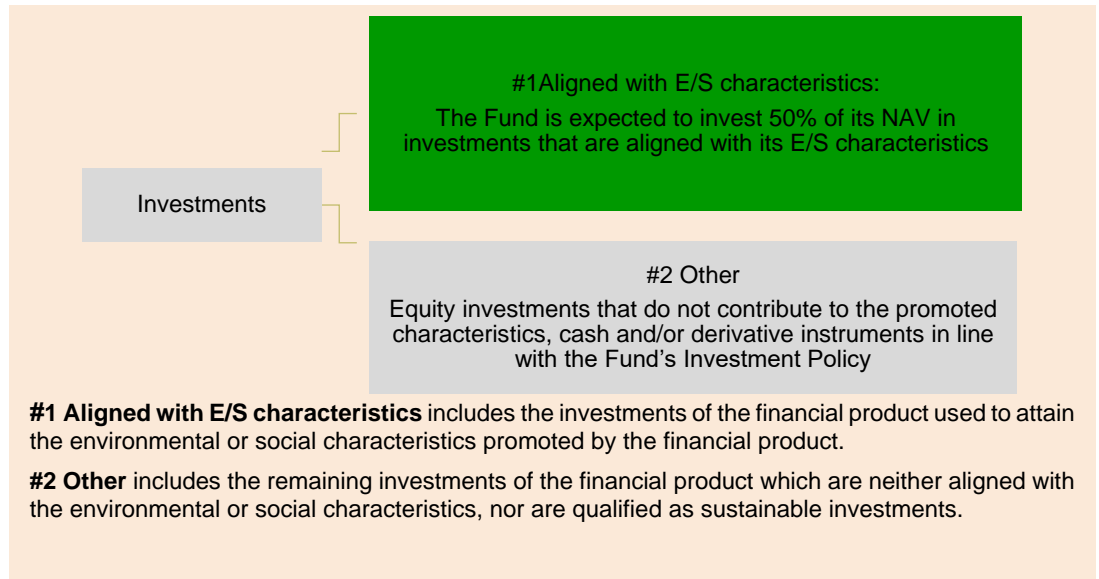 #1Aligned with E/S characteristics:
The Fund is expected to invest 50% of its NAV in
investments that are aligned with its E/S characteristics
Investments
#2 Other
Equity investments that do not contribute to the promoted
characteristics, cash and/or derivative instruments in line
with the Fund’s Investment Policy
#1 Aligned with E/S characteristics includes the investments of the financial product used to attain
the environmental or social characteristics promoted by the financial product.
#2 Other includes the remaining investments of the financial product which are neither aligned with
the environmental or social characteristics, nor are qualified as sustainable investments.